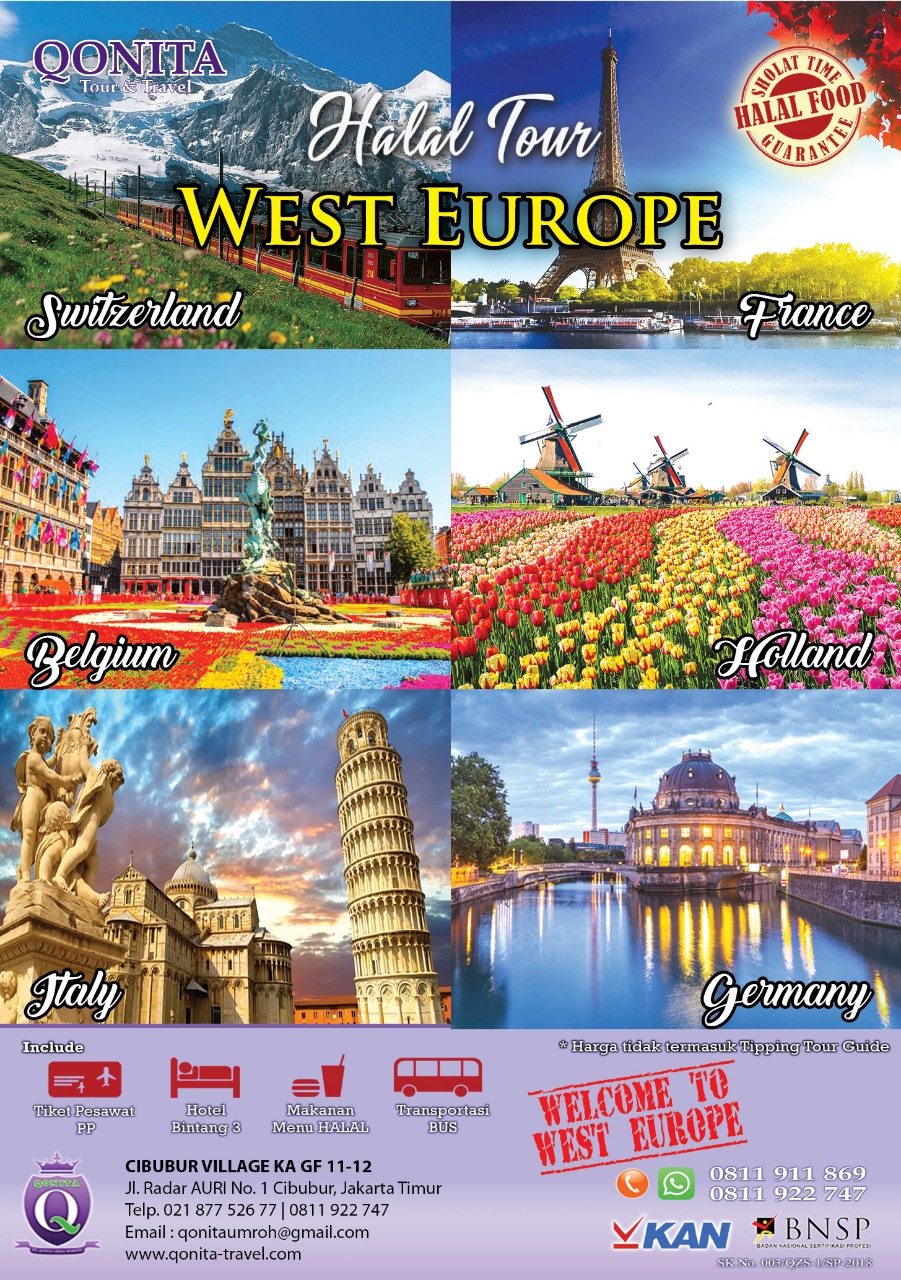 QONITA
Tour & Travel
SHOLAT TIME
HALAL FOOD
GUARANTEE
Halal Tour
WEST EUROPE
Switzerland
France
214
Belgium
Holland
Italy
Germany
Include
* Harga tidak termasuk Tipping Tour Guide
Tiket Pesawat
PP
Hotel
Bintang 3
Makanan
Menu HALAL
Transportasi
BUS
WELCOME TO
WEST EUROPE
QONITA
Q
CIBUBUR VILLAGE KA GF 11-12
Jl. Radar AURI No. 1 Cibubur, Jakarta Timur
Telp. 021 877 526 77 | 0811 922 747
Email : qonitaumroh@gmail.com
www.qonita-travel.com
0811 911 869
0811 922 747
KAN
BNSP
BADAN NASIONAL SERTIFIKASI PROFESI
SK No. 003/QZS-1/SP-2018